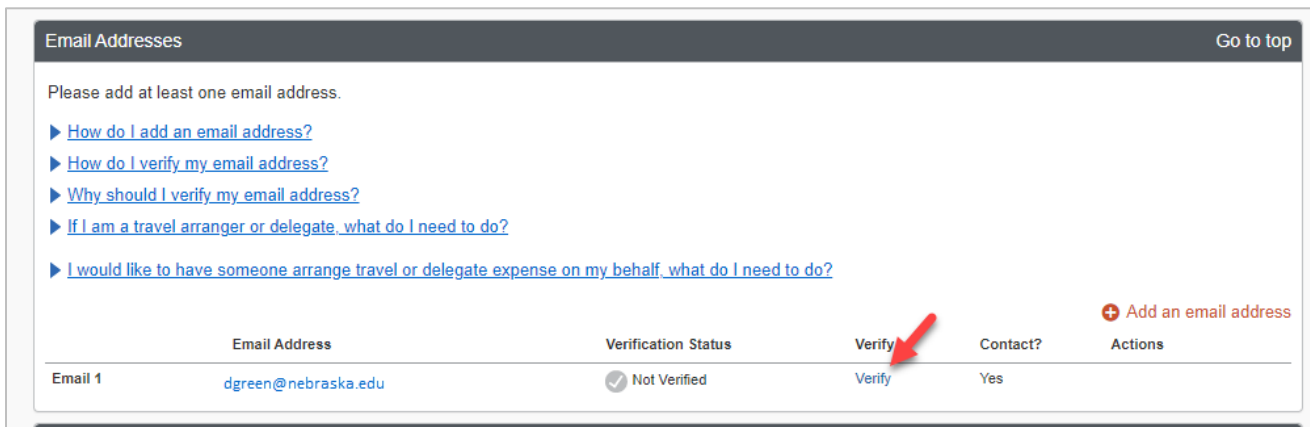 Email Addresses Go to top
Please add at least one email address.
How do I add an email address?
How do I verify my email address?
Why should I verify my email address?
If I am a travel arranger or delegate, what do I need to do?
I would like to have someone arrange travel or delegate expense on my behalf, what do I need to do?
Add an email address
Email Address Verification Status Verify Contact? Actions
Email 1 dgreen@nebraska.edu Not Verified Verify Yes